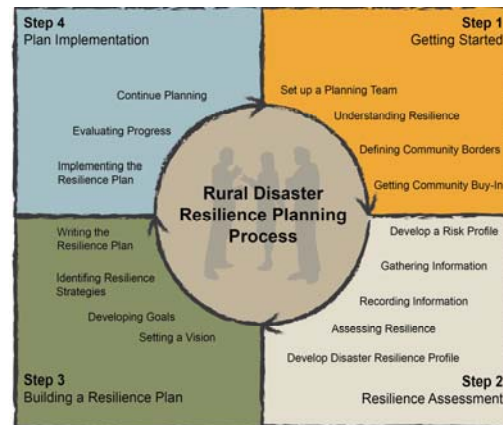 Step 4
Plan Implementation
Continue Planning
Evaluating Progress
Implementing the
Resilience Plan
Step 1
Getting Started
Set up a Planning Team
Understanding Resilience
Defining Community Borders
Getting Community Buy-In
Rural Disaster
Resilience Planning
Process
Develop a Risk Profile
Gathering Information
Recording Information
Assessing Resilience
Develop Disaster Resilience Profile
Step 2
Resilience Assessment
Writing the
Resilience Plan
Identifing Resilience
Strategies
Developing Goals
Setting a Vision
Step 3
Building a Resilience Plan